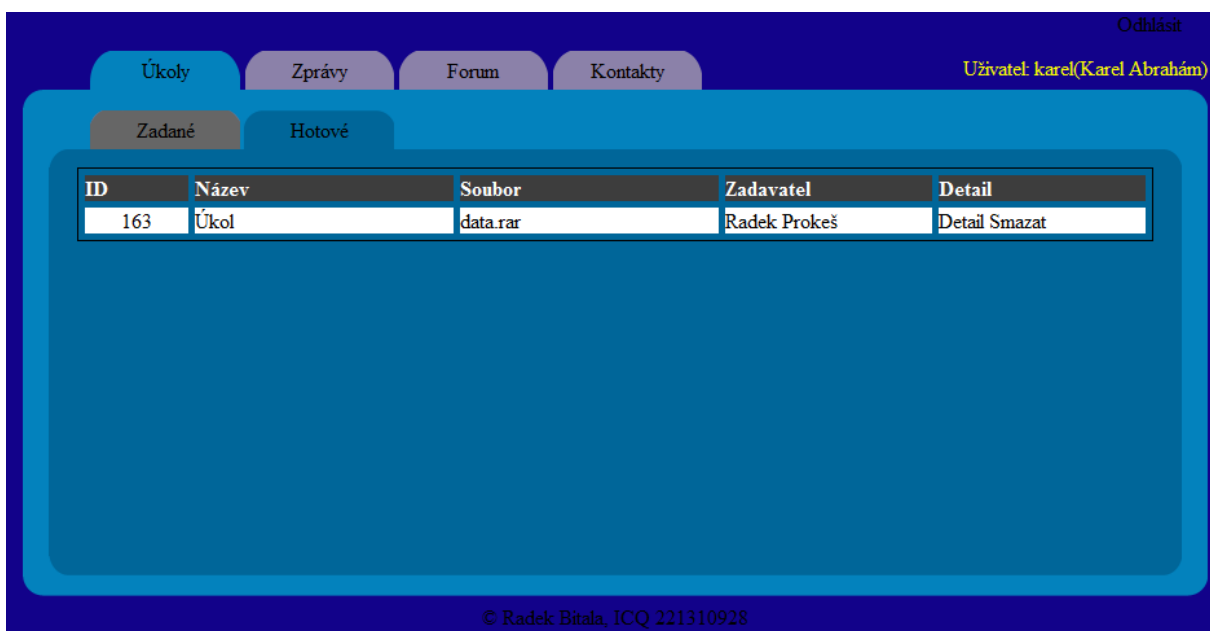 Odhlásit
Úkoly Zprávy Forum Kontakty Uživatel: karel(Karel Abrahám)
Zadané Hotové
ID Název Soubor Zadavatel Detail
163 Úkol data.rar Radek Prokeš Detail Smazat
© Radek Bitala, ICQ 221310928